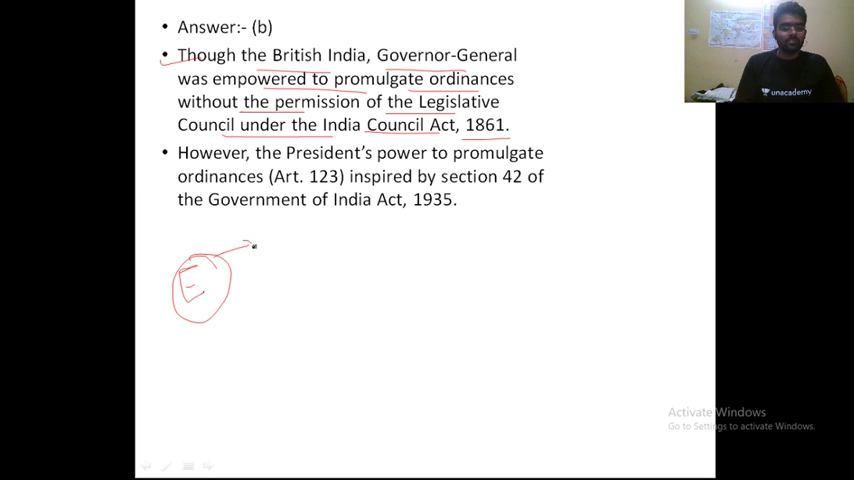 • Answer:- (b)
• Though the British India, Governor-General
was empowered to promulgate ordinances
without the permission of the Legislative
Council under the India Council Act, 1861.
• However, the President's power to promulgate
ordinances (Art. 123) inspired by section 42 of
the Government of India Act, 1935.
E
unacademy
Activate Windows
Go to Settings to activate Windows.